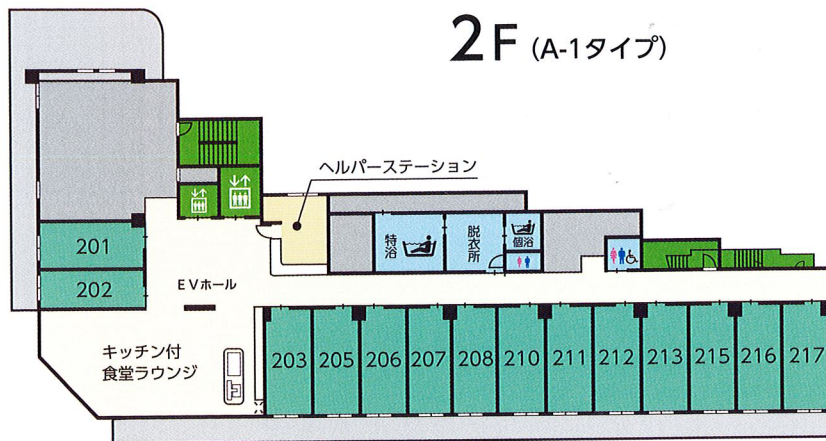 2F (A-1タイプ)
ヘルパーステーション
特浴
脱衣所
個浴
201
202
EVホール
キッチン付
食堂ラウンジ
203
205
206
207
208
210
211
212
213
215
216
217